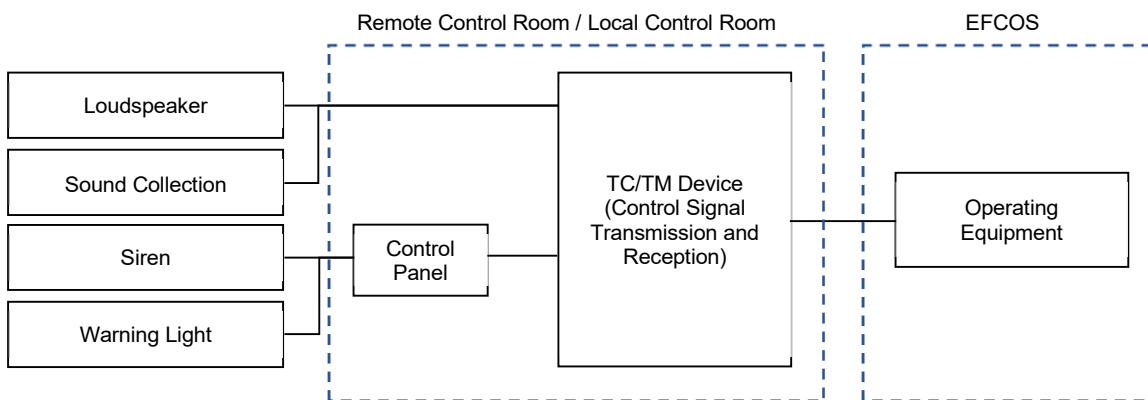 Remote Control Room / Local Control Room
EFCOS
Loudspeaker
Sound Collection
Siren
Warning Light
Control
Panel
TC/TM Device
(Control Signal
Transmission and
Reception)
Operating
Equipment